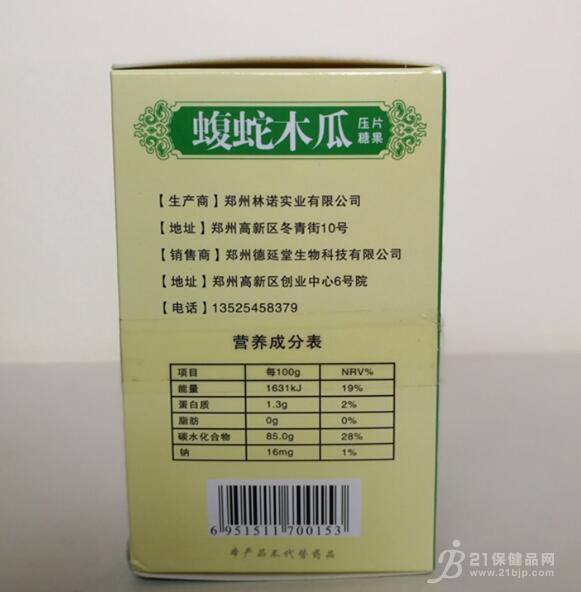 蝮蛇木瓜 压片糖果
【生产商】郑州林诺实业有限公司
【地址】郑州高新区冬青街10号
【销售商】郑州德延堂生物科技有限公司
【地址】郑州高新区创业中心6号院
【电话】13525458379
营养成分表
项目 每100g NRV%
能量 1631kJ 19%
蛋白质 1.3g 2%
脂肪 0g 0%
碳水化合物 85.0g 28%
钠 16mg 1%
6 951511 700153
本产品不代替药品
21保健品网
www.21bjp.com